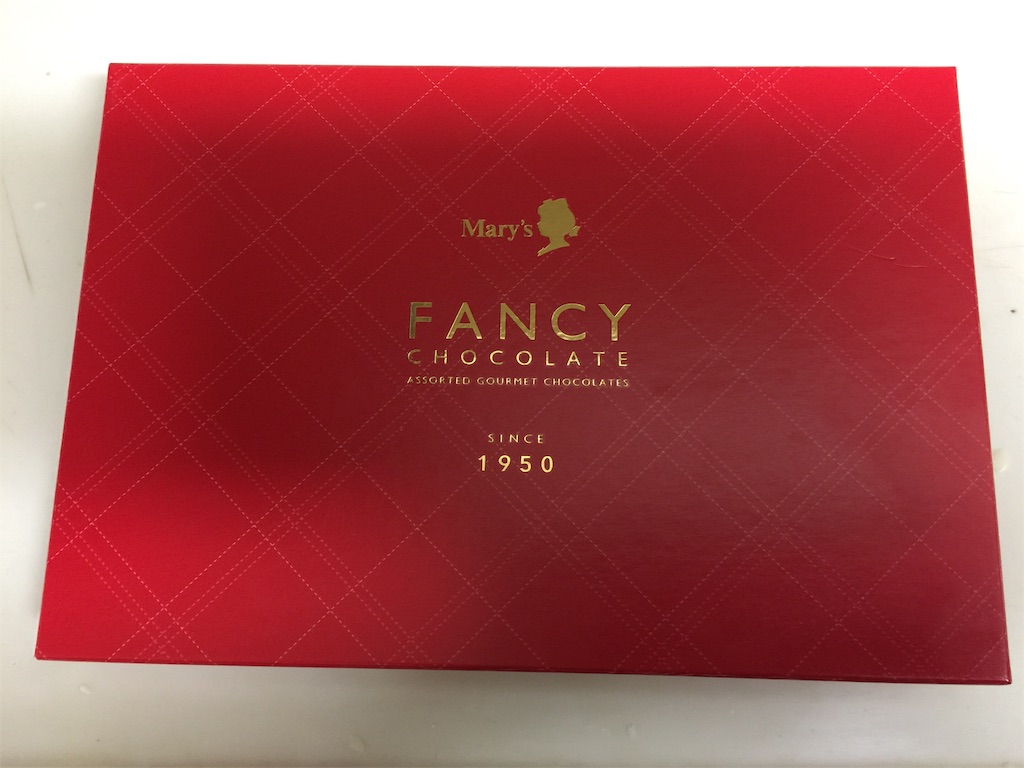 Mary's
FANCY
CHOCOLATE
ASSORTED GOURMET CHOCOLATES
SINCE
1950